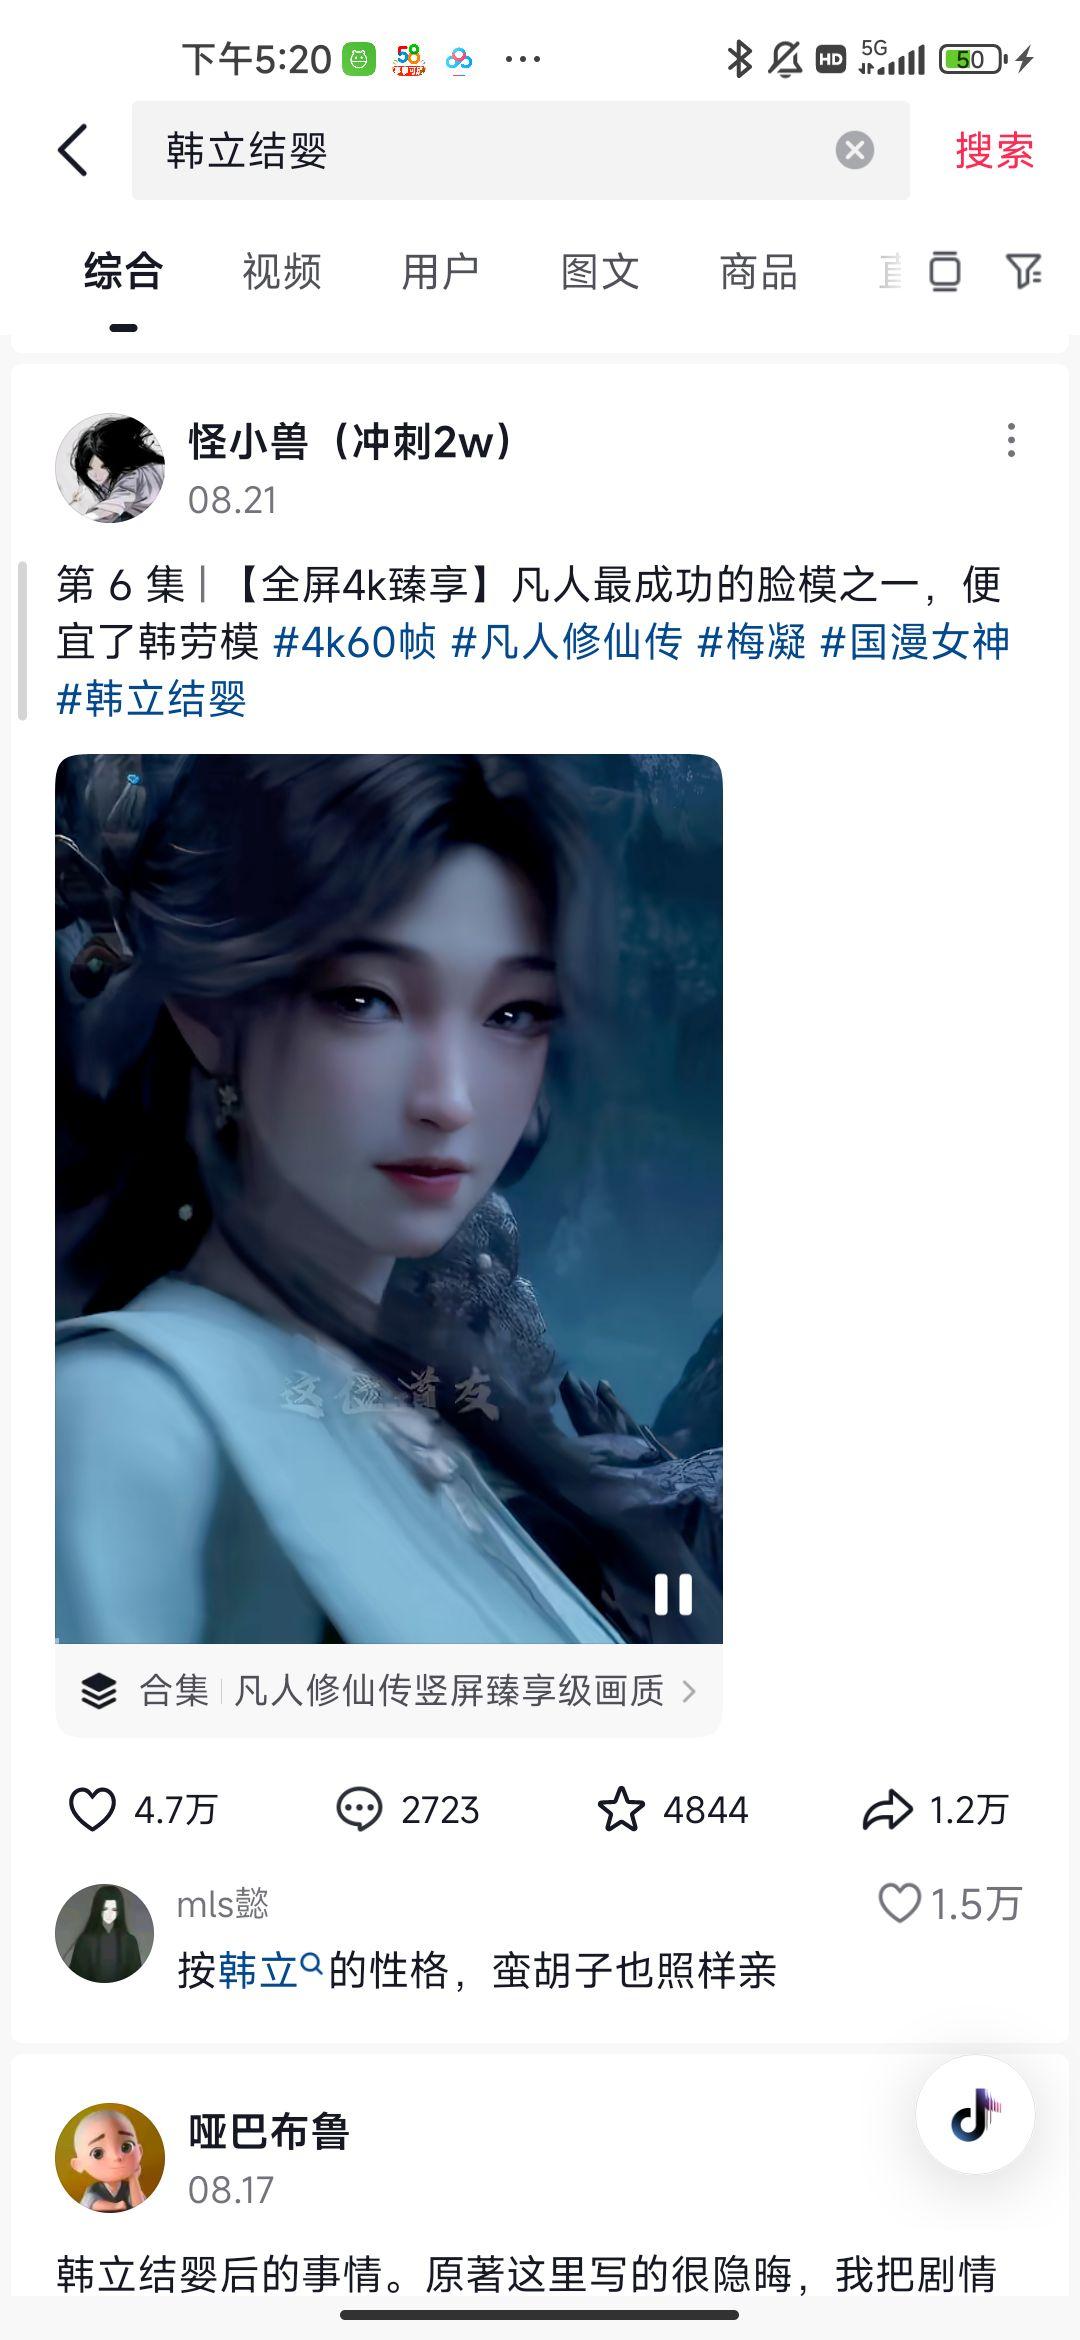 下午5:20
58
HD
5G
50
韩立结婴
搜索
综合
视频
用户
图文
商品
怪小兽（冲刺2w）
08.21
第 6 集｜【全屏4k臻享】凡人最成功的脸模之一，便
宜了韩劳模 #4k60帧 #凡人修仙传 #梅凝 #国漫女神
#韩立结婴
这位道友
合集 凡人修仙传竖屏臻享级画质
4.7万
2723
4844
1.2万
mls懿
1.5万
按韩立的性格，蛮胡子也照样亲
哑巴布鲁
08.17
韩立结婴后的事情。原著这里写的很隐晦，我把剧情